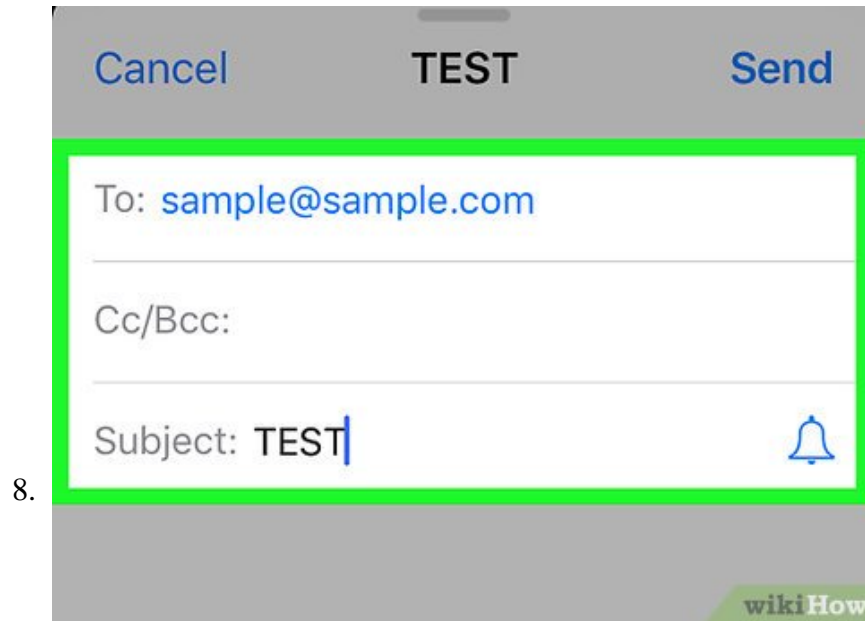 Cancel TEST Send
To: sample@sample.com
Cc/Bcc:
Subject: TEST
8.
wikiHow